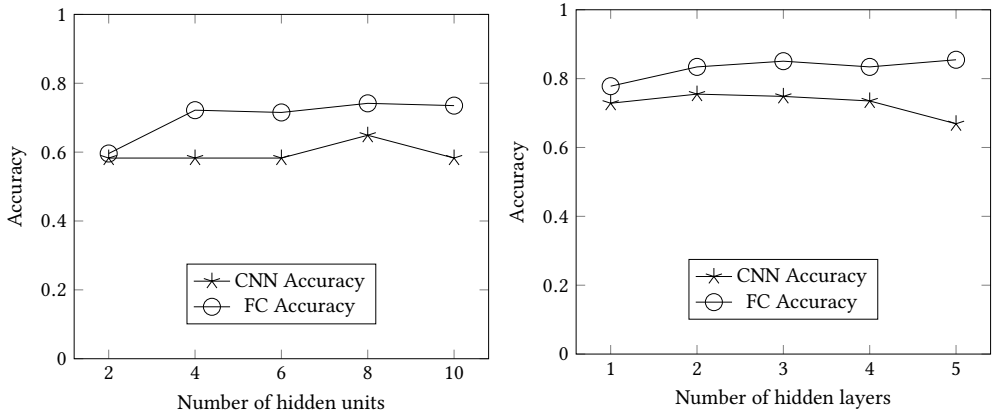 1
0.8
0.6
0.4
0.2
0
Accuracy
CNN Accuracy
FC Accuracy
2 4 6 8 10
Number of hidden units
1
0.8
0.6
0.4
0.2
0
Accuracy
CNN Accuracy
FC Accuracy
1 2 3 4 5
Number of hidden layers